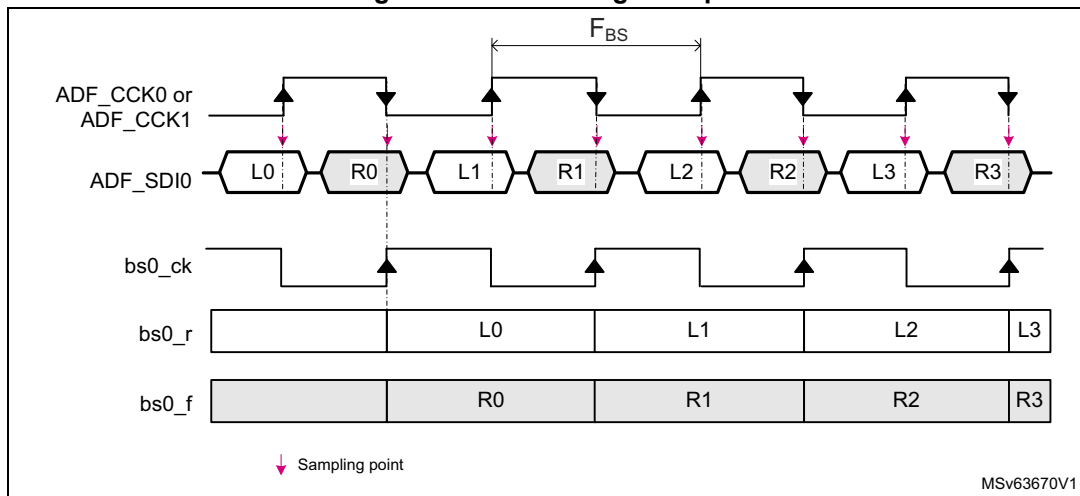 F_BS
ADF_CCK0 or
ADF_CCK1
ADF_SDI0
L0 R0 L1 R1 L2 R2 L3 R3
bs0_ck
bs0_r
L0 L1 L2 L3
bs0_f
R0 R1 R2 R3
Sampling point
MSv63670V1